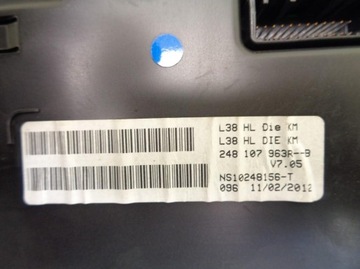 L38 HL Die KM
L38 HL DIE KM
248 107 963R--B
V7.05
NS10248156-T
096 11/02/2012